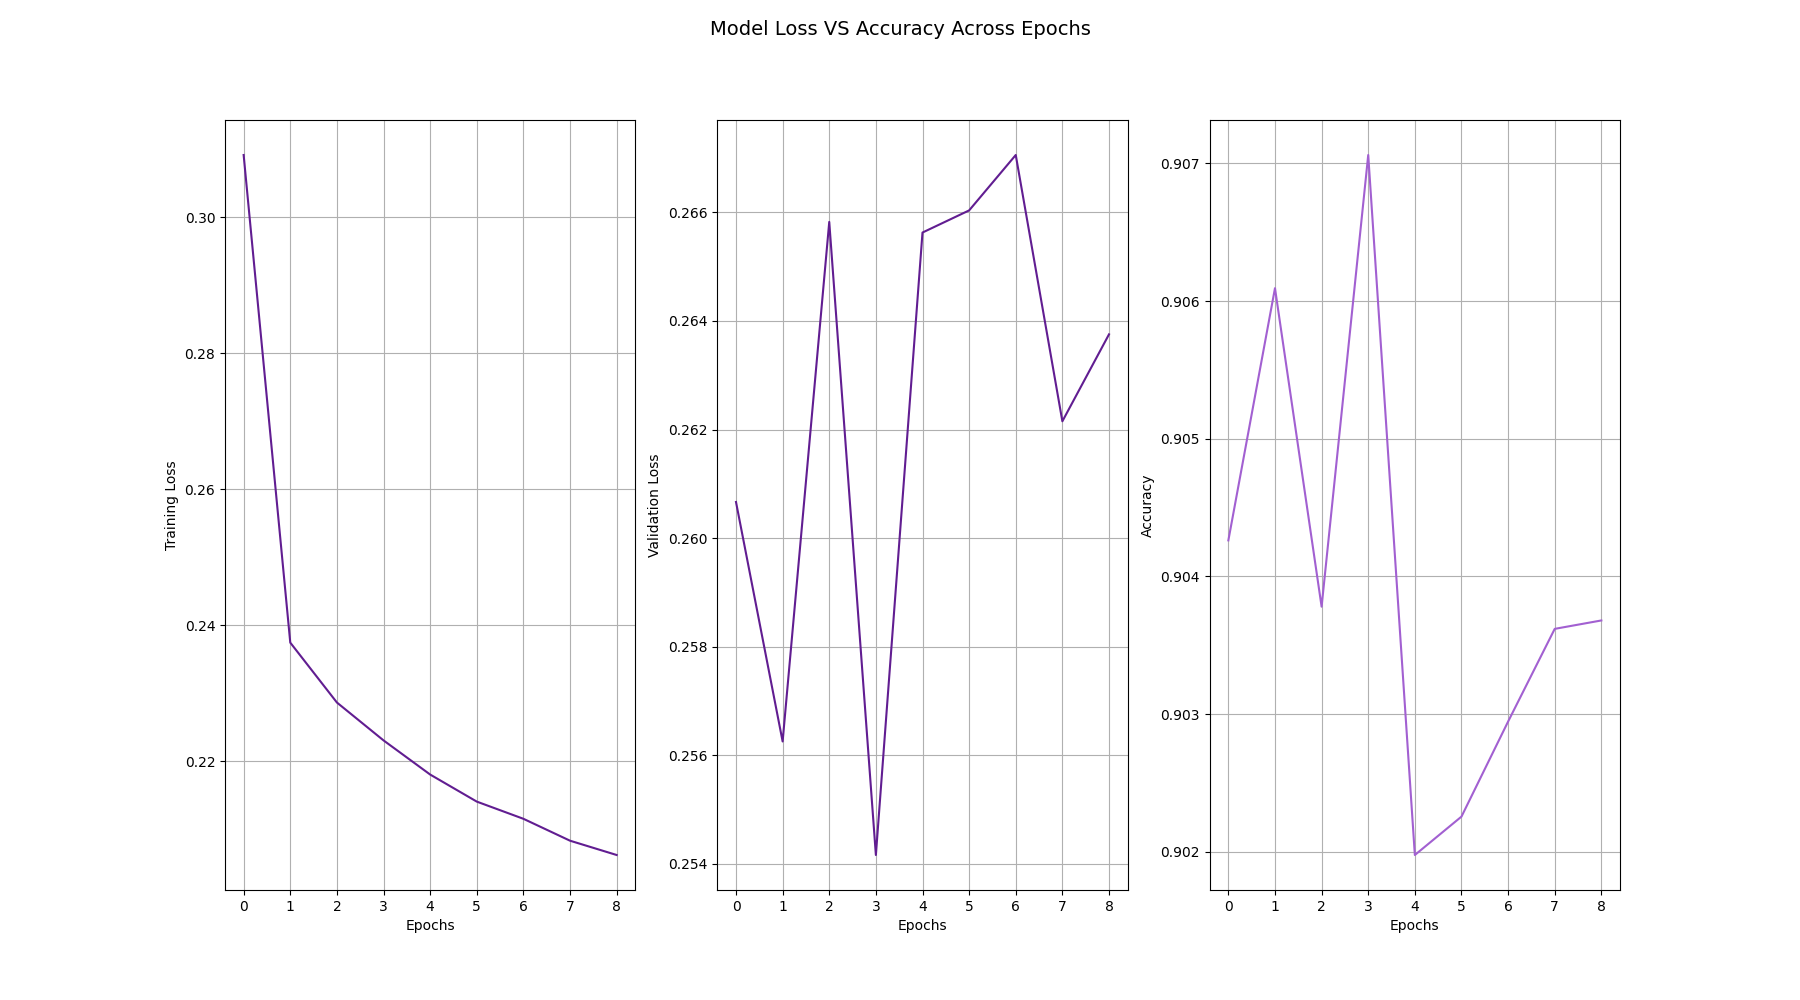 Model Loss VS Accuracy Across Epochs
Training Loss
0.30
0.28
0.26
0.24
0.22
0 1 2 3 4 5 6 7 8
Epochs
Validation Loss
0.266
0.264
0.262
0.260
0.258
0.256
0.254
0 1 2 3 4 5 6 7 8
Epochs
Accuracy
0.907
0.906
0.905
0.904
0.903
0.902
0 1 2 3 4 5 6 7 8
Epochs